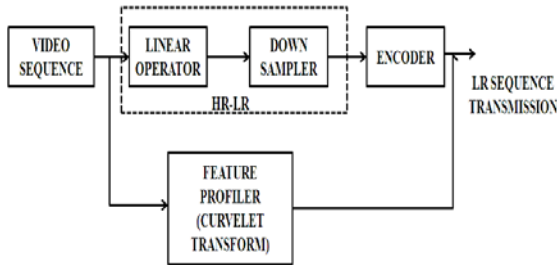 VIDEO
SEQUENCE
LINEAR
OPERATOR
DOWN
SAMPLER
ENCODER
HR-LR
LR SEQUENCE
TRANSMISSION
FEATURE
PROFILER
(CURVELET
TRANSFORM)